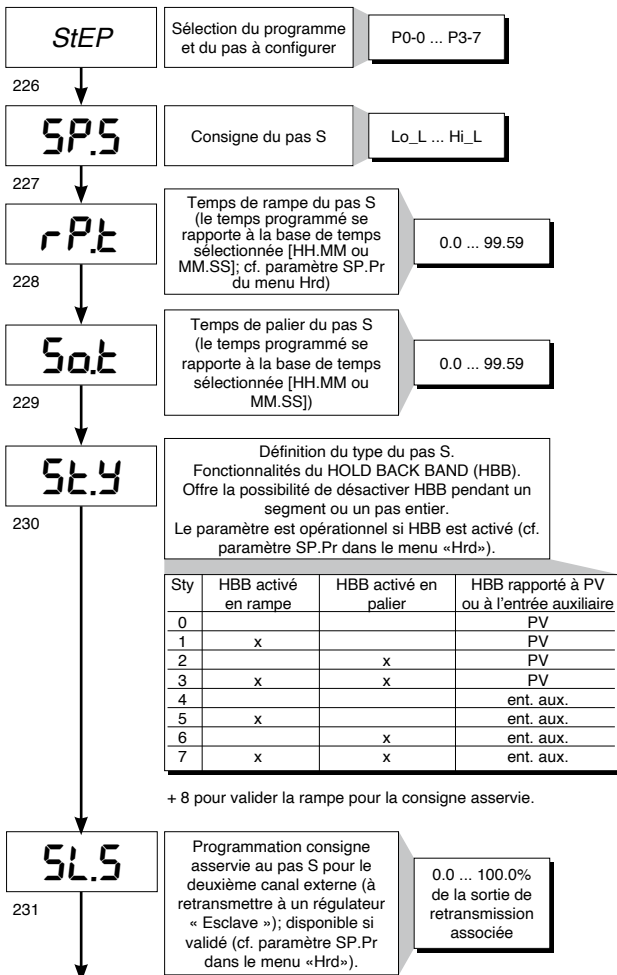 StEP
Sélection du programme
et du pas à configurer
P0-0 ... P3-7
226
SP.S
Consigne du pas S
Lo_L ... Hi_L
227
rP.t
Temps de rampe du pas S
(le temps programmé se
rapporte à la base de temps
sélectionnée [HH.MM ou
MM.SS]; cf. paramètre SP.Pr
du menu Hrd)
0.0 ... 99.59
228
So.t
Temps de palier du pas S
(le temps programmé se
rapporte à la base de temps
sélectionnée [HH.MM ou
MM.SS])
0.0 ... 99.59
229
St.Y
Définition du type du pas S.
Fonctionnalités du HOLD BACK BAND (HBB).
Offre la possibilité de désactiver HBB pendant un
segment ou un pas entier.
Le paramètre est opérationnel si HBB est activé (cf.
paramètre SP.Pr dans le menu «Hrd»).
230
Sty HBB activé en rampe HBB activé en palier HBB rapporté à PV ou à l'entrée auxiliaire
0 PV
1 x PV
2 x PV
3 x x PV
4 ent. aux.
5 x ent. aux.
6 x ent. aux.
7 x x ent. aux.
+ 8 pour valider la rampe pour la consigne asservie.
SL.S
Programmation consigne
asservie au pas S pour le
deuxième canal externe (à
retransmettre à un régulateur
« Esclave »); disponible si
validé (cf. paramètre SP.Pr
dans le menu «Hrd»).
0.0 ... 100.0%
de la sortie de
retransmission
associée
231